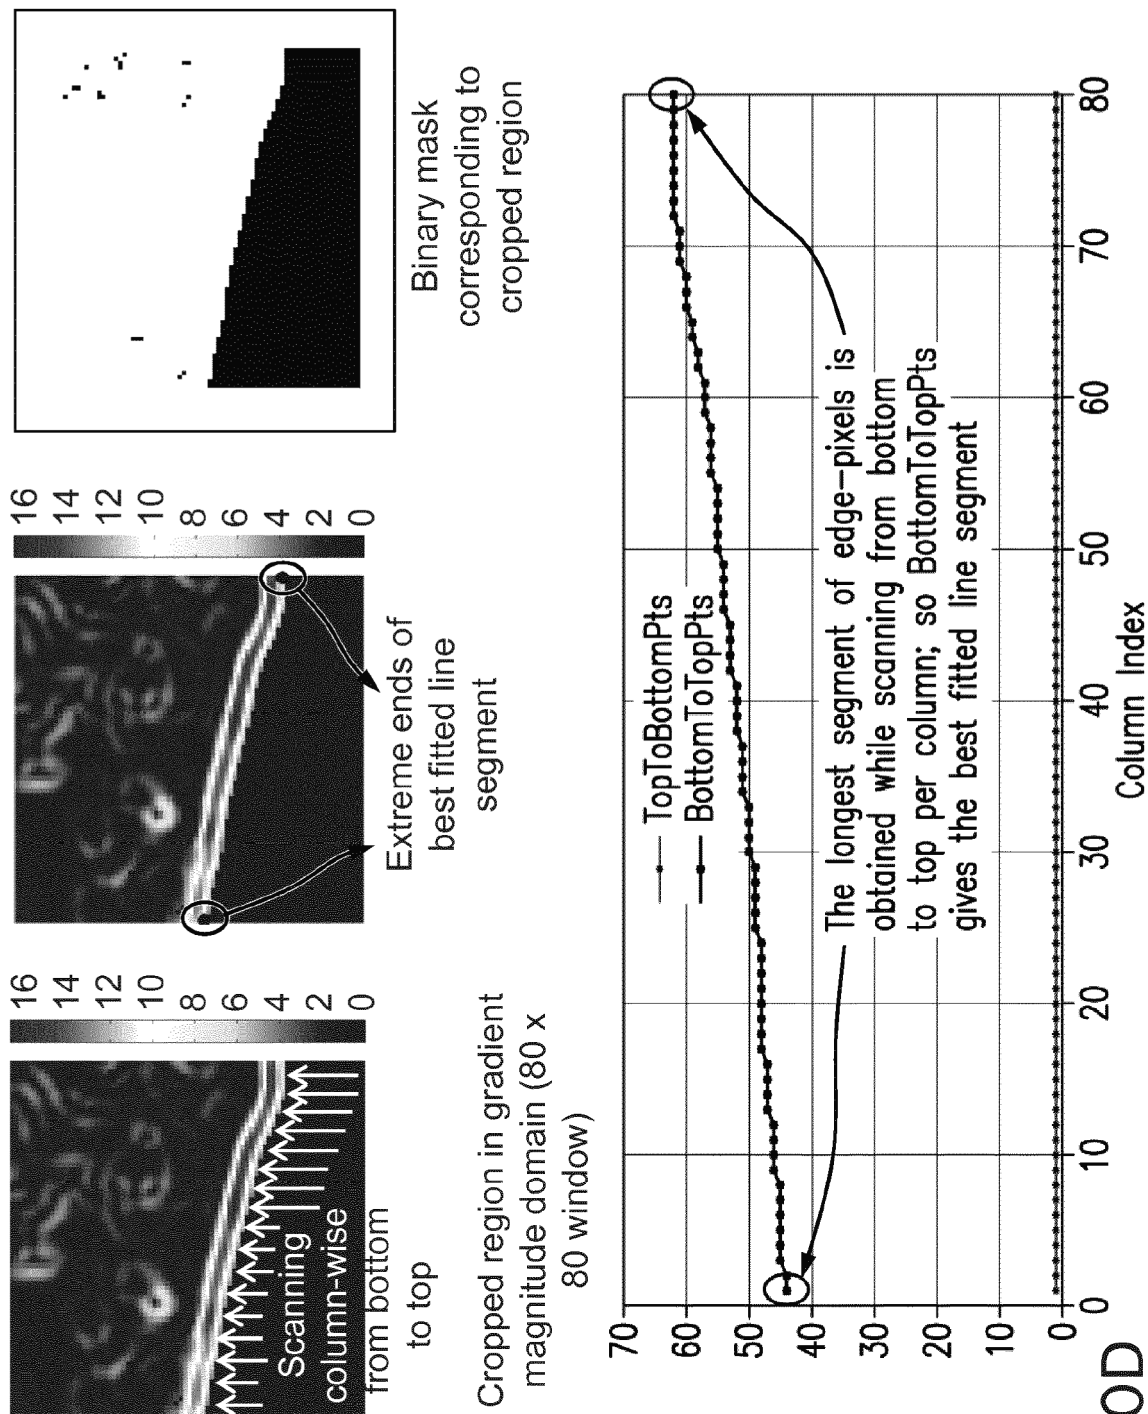 16
14
12
10
8
6
4
2
0
Scanning
column-wise
from bottom
to top
Cropped region in gradient
magnitude domain (80 x
80 window)
16
14
12
10
8
6
4
2
0
Extreme ends of
best fitted line
segment
Binary mask
corresponding to
cropped region
70
60
50
40
30
20
10
0
TopToBottomPts
BottomToTopPts
The longest segment of edge-pixels is
obtained while scanning from bottom
to top per column; so BottomToTopPts
gives the best fitted line segment
0 10 20 30 40 50 60 70 80
Column Index
0D